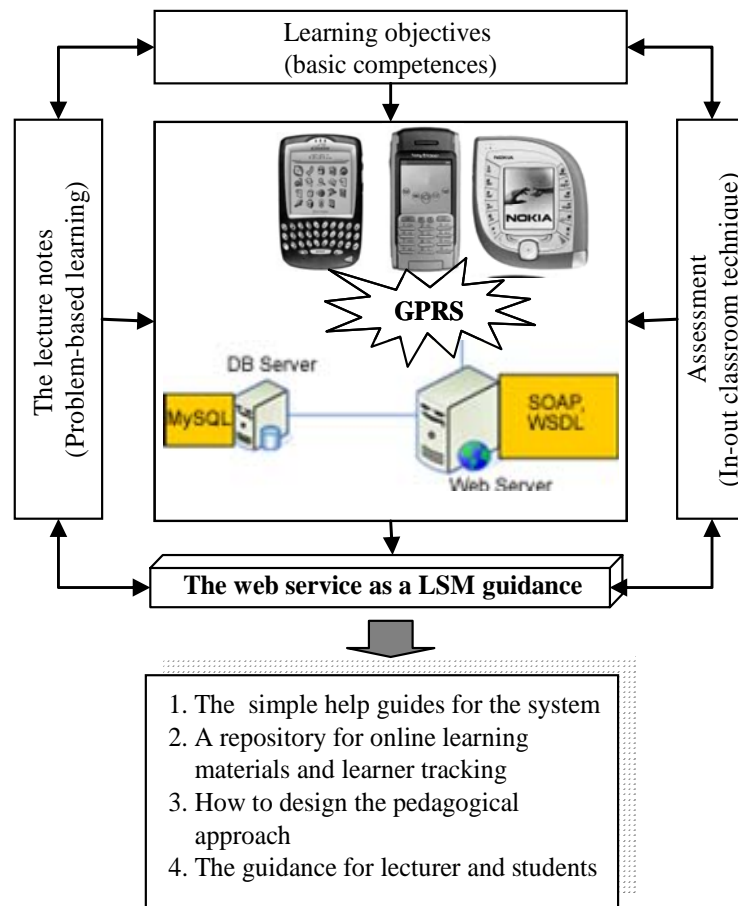 Learning objectives
(basic competences)
The lecture notes
(Problem-based learning)
NOKIA
GPRS
DB Server
MySQL
SOAP,
WSDL
Web Server
Assessment
(In-out classroom technique)
The web service as a LSM guidance
1. The simple help guides for the system
2. A repository for online learning
materials and learner tracking
3. How to design the pedagogical
approach
4. The guidance for lecturer and students